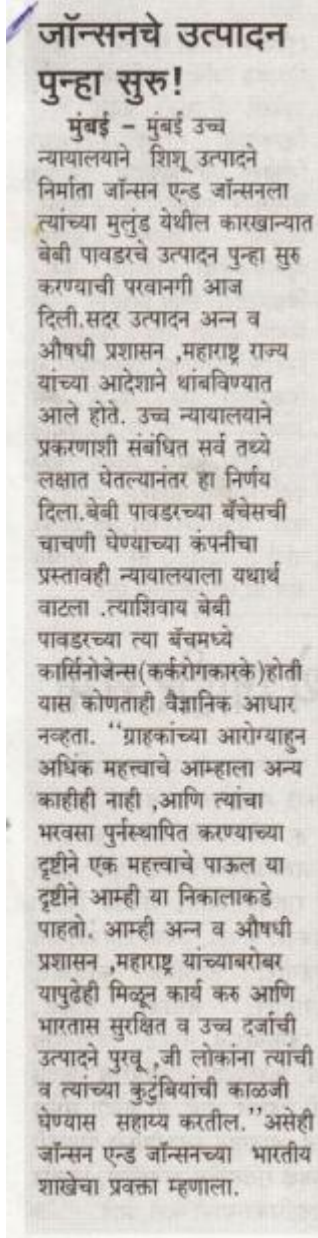 जॉन्सनचे उत्पादन
पुन्हा सुरु!
मुंबई - मुंबई उच्च
न्यायालयाने शिशू उत्पादने
निर्माता जॉन्सन एन्ड जॉन्सनला
त्यांच्या मुलुंड येथील कारखान्यात
बेबी पावडरचे उत्पादन पुन्हा सुरु
करण्याची परवानगी आज
दिली.सदर उत्पादन अन्न व
औषधी प्रशासन ,महाराष्ट्र राज्य
यांच्या आदेशाने थांबविण्यात
आले होते. उच्च न्यायालयाने
प्रकरणाशी संबंधित सर्व तथ्ये
लक्षात घेतल्यानंतर हा निर्णय
दिला.बेबी पावडरच्या बॅचेसची
चाचणी घेण्याच्या कंपनीचा
प्रस्तावही न्यायालयाला यथार्थ
वाटला .त्याशिवाय बेबी
पावडरच्या त्या बॅचमध्ये
कार्सिनोजेन्स(कर्करोगकारके)होती
यास कोणताही वैज्ञानिक आधार
नव्हता. ‘‘ग्राहकांच्या आरोग्याहुन
अधिक महत्त्वाचे आम्हाला अन्य
काहीही नाही ,आणि त्यांचा
भरवसा पुर्नस्थापित करण्याच्या
दृष्टीने एक महत्त्वाचे पाऊल या
दृष्टीने आम्ही या निकालाकडे
पाहतो. आम्ही अन्न व औषधी
प्रशासन ,महाराष्ट्र यांच्याबरोबर
यापुढेही मिळून कार्य करु आणि
भारतास सुरक्षित व उच्च दर्जाची
उत्पादने पुरवू ,जी लोकांना त्यांची
व त्यांच्या कुटुंबियांची काळजी
घेण्यास सहाय्य करतील.’’असेही
जॉन्सन एन्ड जॉन्सनच्या भारतीय
शाखेचा प्रवक्ता म्हणाला.